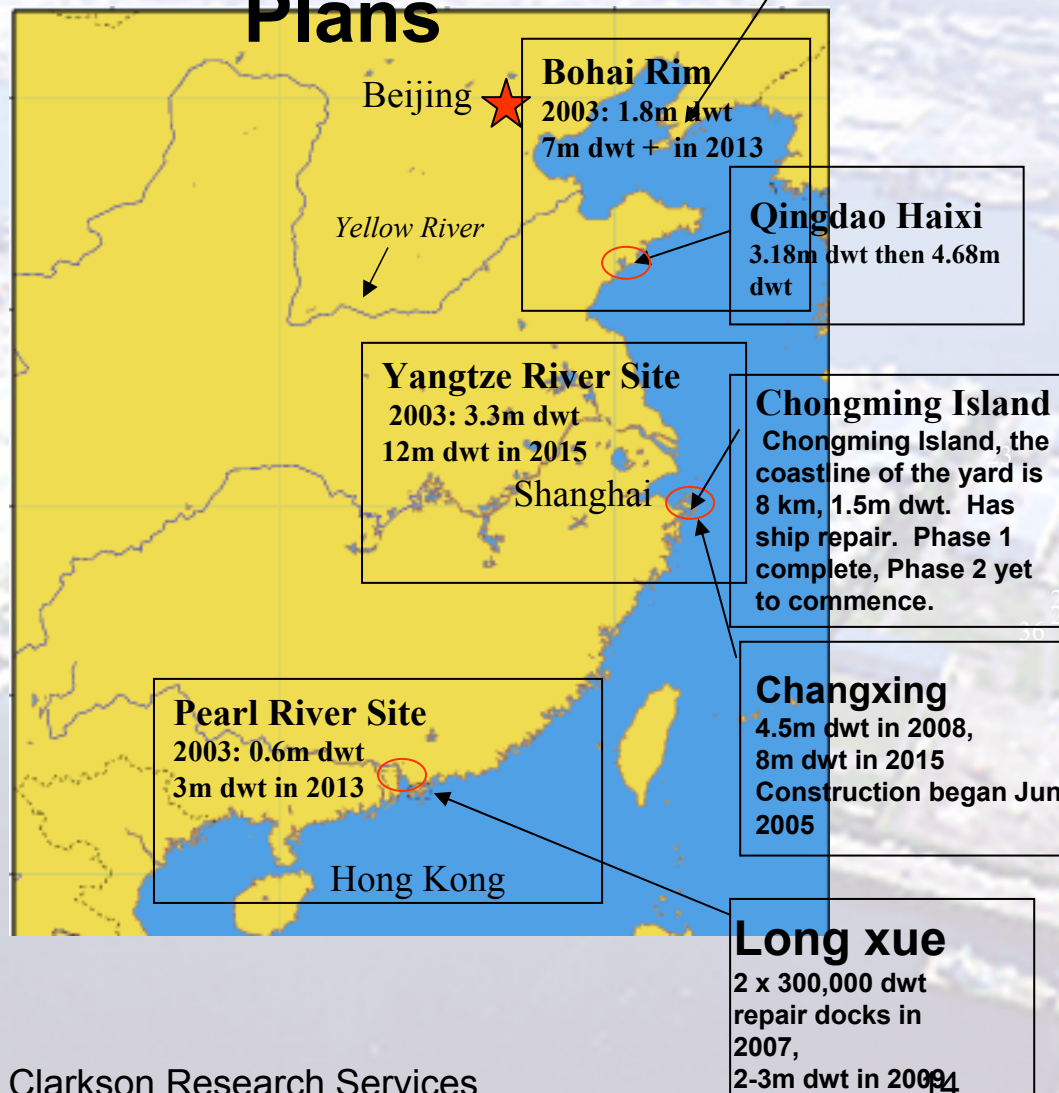 Plans
Beijing
Bohai Rim
2003: 1.8m dwt
7m dwt + in 2013
Yellow River
Qingdao Haixi
3.18m dwt then 4.68m
dwt
Yangtze River Site
2003: 3.3m dwt
12m dwt in 2015
Shanghai
Chongming Island
Chongming Island, the
coastline of the yard is
8 km, 1.5m dwt. Has
ship repair. Phase 1
complete, Phase 2 yet
to commence.
Changxing
4.5m dwt in 2008,
8m dwt in 2015
Construction began Jun
2005
Pearl River Site
2003: 0.6m dwt
3m dwt in 2013
Hong Kong
Long xue
2 x 300,000 dwt
repair docks in
2007,
2-3m dwt in 2009
Clarkson Research Services
14